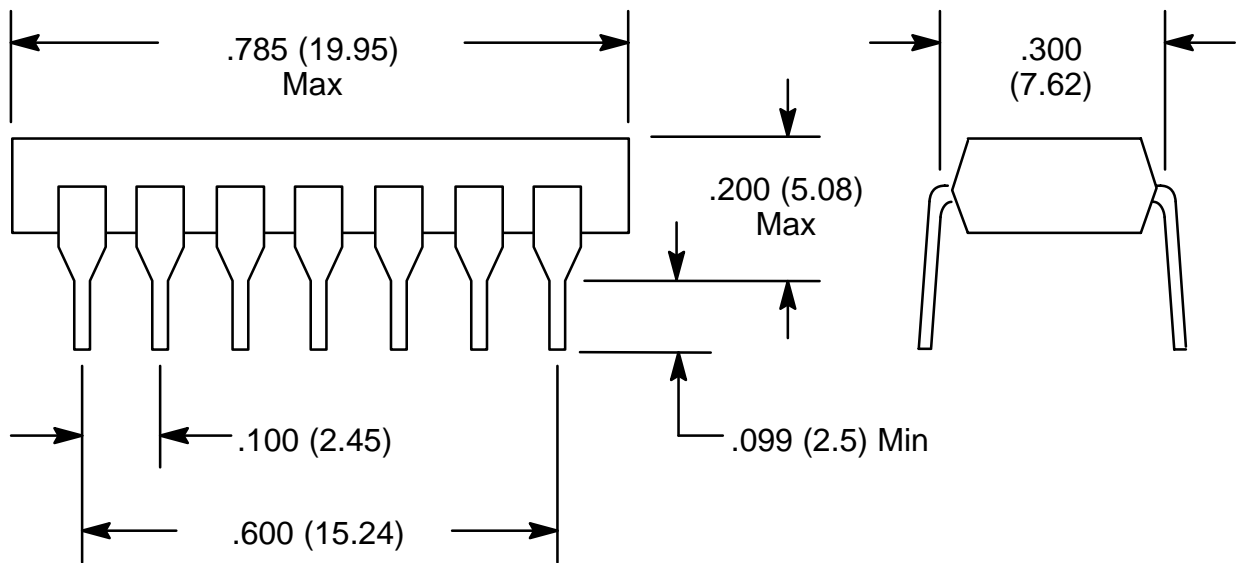 .785 (19.95)
Max
.300
(7.62)
.200 (5.08)
Max
.100 (2.45)
.099 (2.5) Min
.600 (15.24)